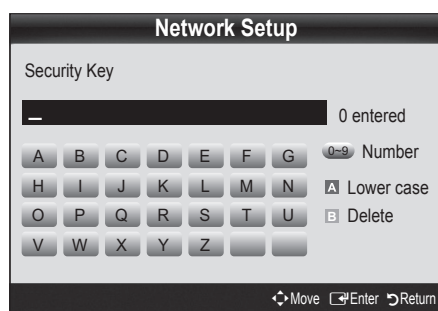 Network Setup
Security Key
_ 0 entered
A B C D E F G 0~9 Number
H I J K L M N A Lower case
O P Q R S T U B Delete
V W X Y Z
Move Enter Return